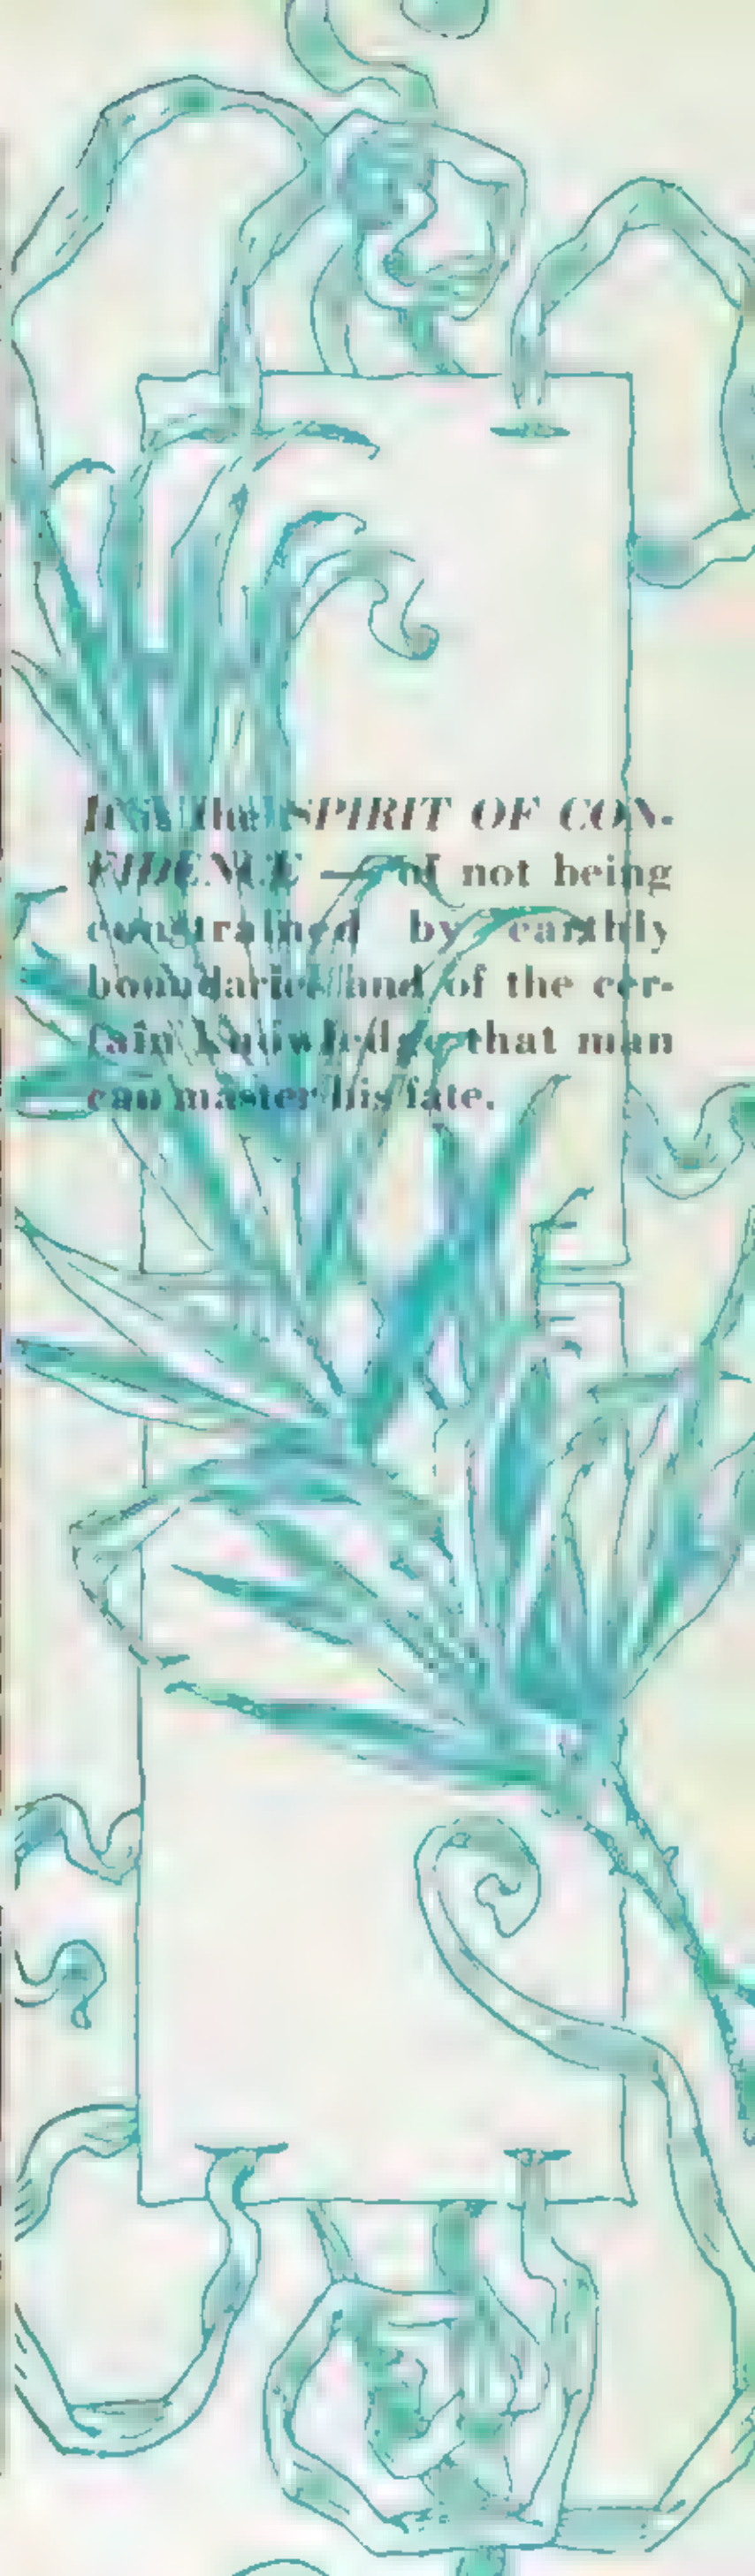 It is the SPIRIT OF CON-
FIDENCE — of not being
constrained by earthly
boundaries and of the cer-
tain knowledge that man
can master his fate.